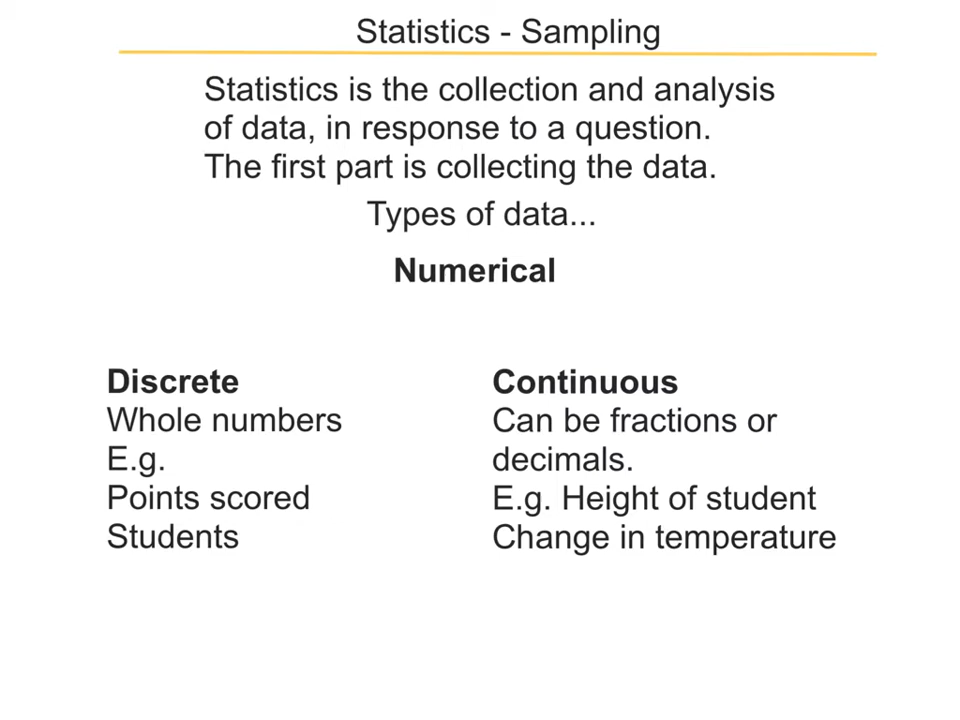 Statistics - Sampling
Statistics is the collection and analysis
of data, in response to a question.
The first part is collecting the data.
Types of data...
Numerical
Discrete
Whole numbers
E.g.
Points scored
Students
Continuous
Can be fractions or
decimals.
E.g. Height of student
Change in temperature